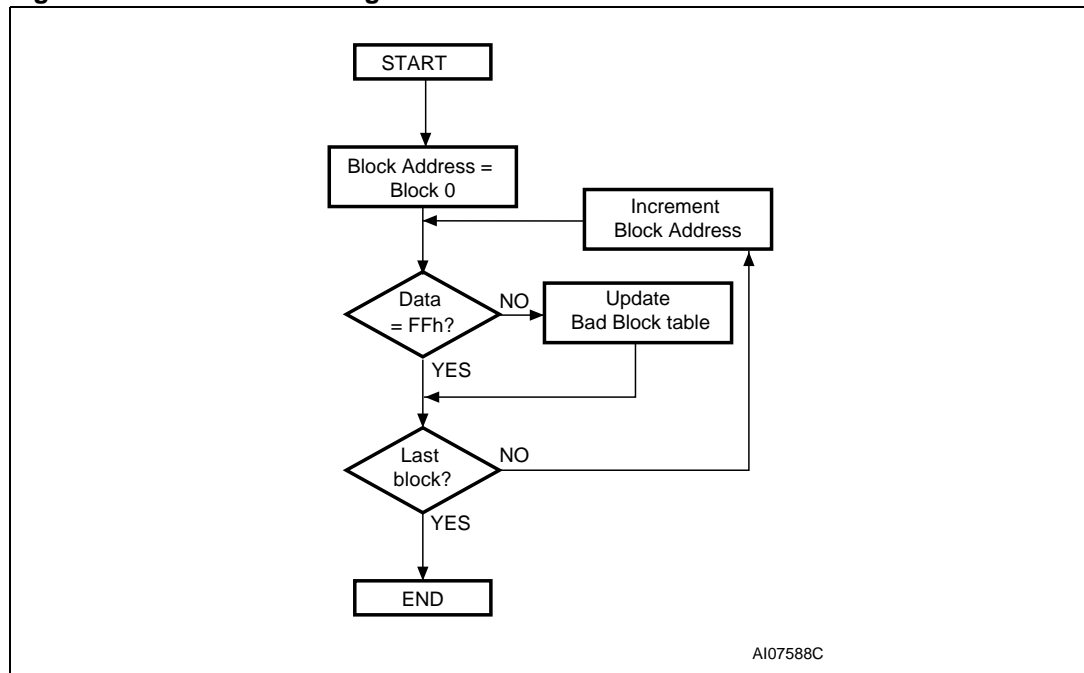 START
Block Address =
Block 0
Increment
Block Address
Data
= FFh?
NO
Update
Bad Block table
YES
Last
block?
NO
YES
END
AI07588C